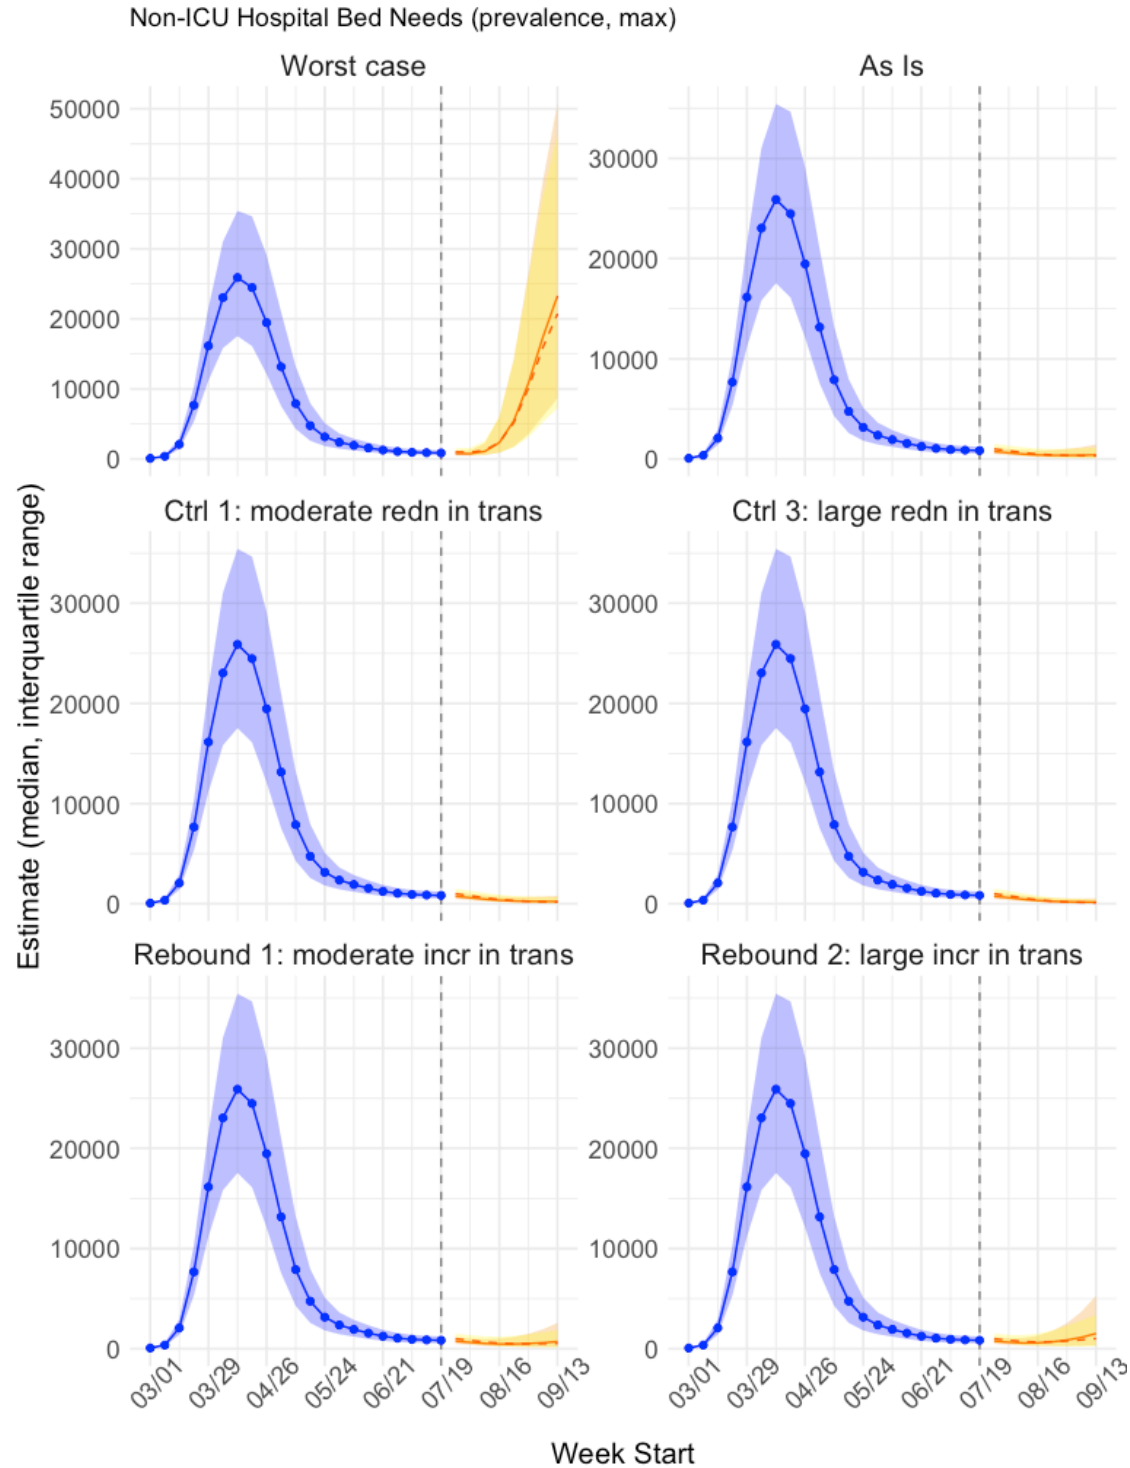 Non-ICU Hospital Bed Needs (prevalence, max)
Estimate (median, interquartile range)
Worst case
50000
40000
30000
20000
10000
0
As Is
30000
20000
10000
0
Ctrl 1: moderate redn in trans
30000
20000
10000
0
Ctrl 3: large redn in trans
30000
20000
10000
0
Rebound 1: moderate incr in trans
30000
20000
10000
0
03/01 03/29 04/26 05/24 06/21 07/19 08/16 09/13
Rebound 2: large incr in trans
30000
20000
10000
0
03/01 03/29 04/26 05/24 06/21 07/19 08/16 09/13
Week Start